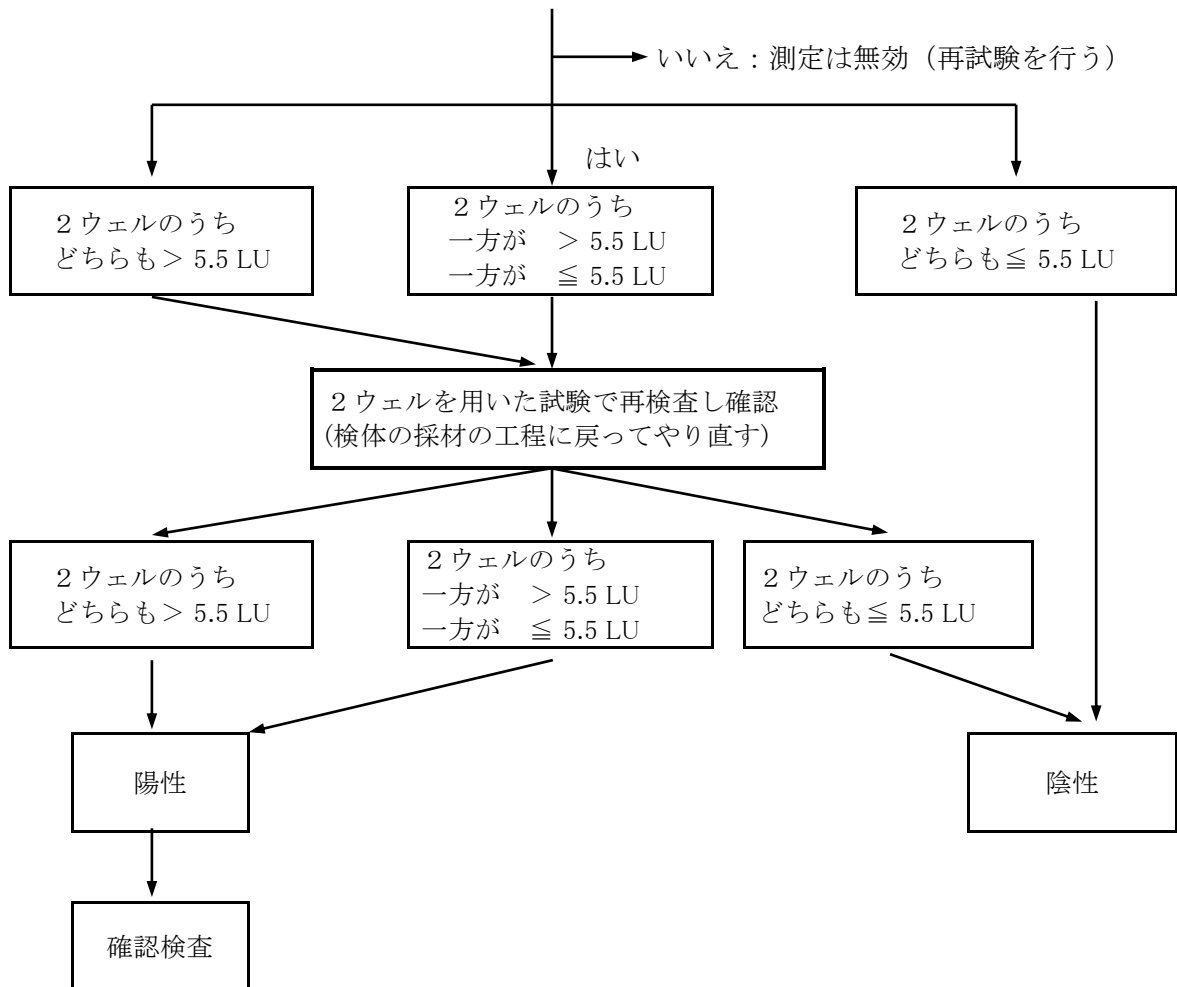 いいえ：測定は無効（再試験を行う）
はい
２ウェルのうち
どちらも＞ 5.5 LU
２ウェルのうち
一方が　＞ 5.5 LU
一方が　≦ 5.5 LU
２ウェルのうち
どちらも≦ 5.5 LU
２ウェルを用いた試験で再検査し確認
(検体の採材の工程に戻ってやり直す)
２ウェルのうち
どちらも＞ 5.5 LU
２ウェルのうち
一方が　＞ 5.5 LU
一方が　≦ 5.5 LU
２ウェルのうち
どちらも≦ 5.5 LU
陽性
陰性
確認検査